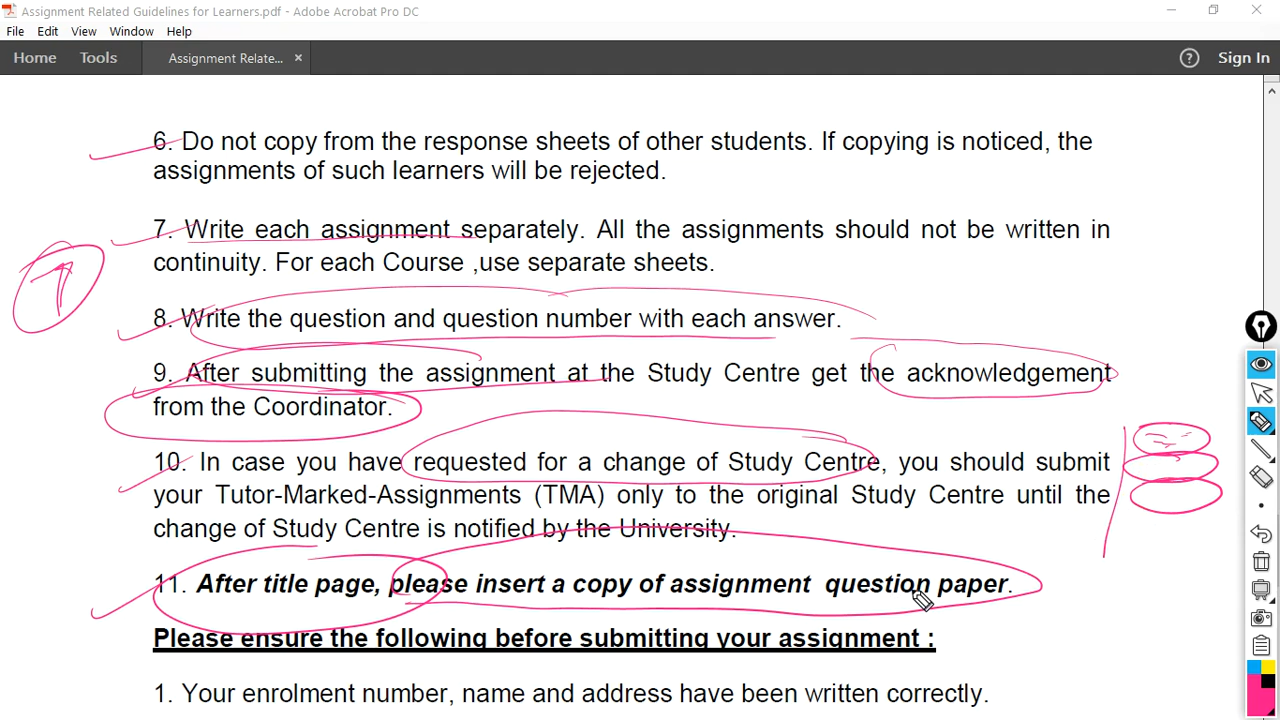 Assignment Related Guidelines for Learners.pdf - Adobe Acrobat Pro DC
File Edit View Window Help
Home Tools Assignment Relate... × Sign In
6. Do not copy from the response sheets of other students. If copying is noticed, the
assignments of such learners will be rejected.
7. Write each assignment separately. All the assignments should not be written in
continuity. For each Course ,use separate sheets.
8. Write the question and question number with each answer.
9. After submitting the assignment at the Study Centre get the acknowledgement
from the Coordinator.
10. In case you have requested for a change of Study Centre, you should submit
your Tutor-Marked-Assignments (TMA) only to the original Study Centre until the
change of Study Centre is notified by the University.
11. After title page, please insert a copy of assignment question paper.
Please ensure the following before submitting your assignment :
1. Your enrolment number, name and address have been written correctly.